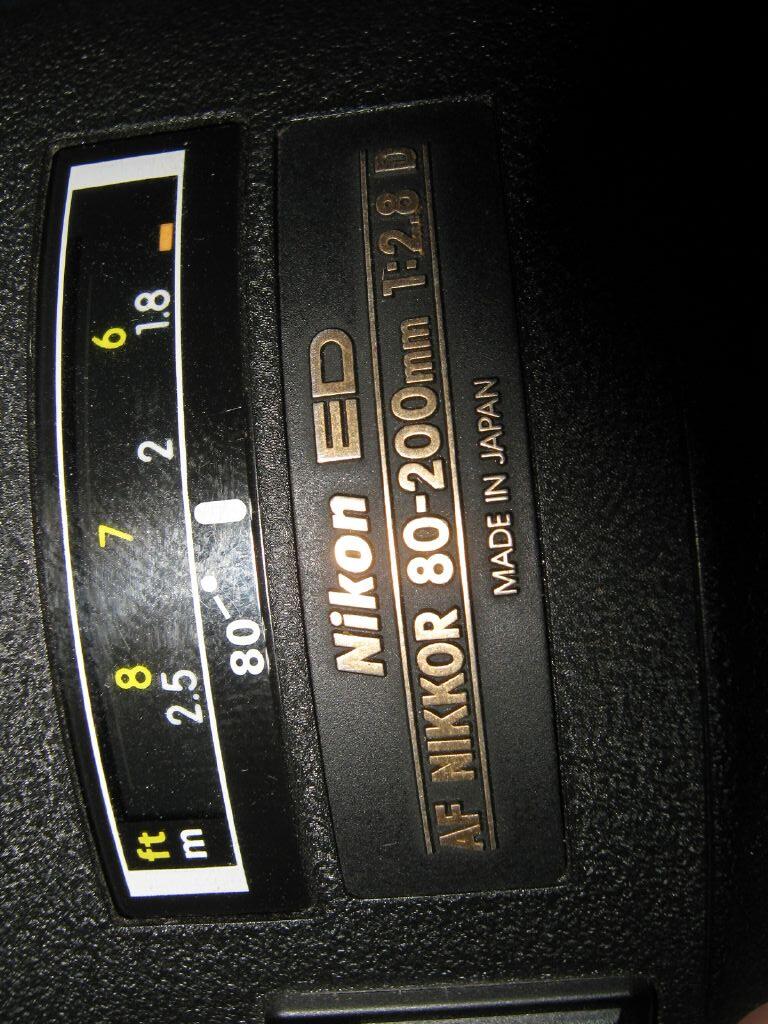 ft 8 7 6
m 2.5 2 1.8
80
Nikon ED
AF NIKKOR 80-200mm 1:2.8 D
MADE IN JAPAN